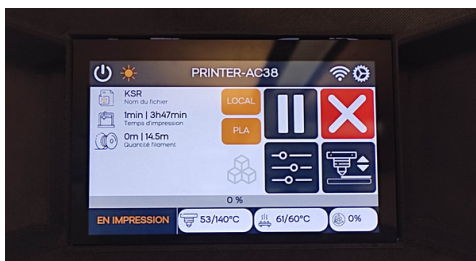 PRINTER-AC38
KSR
Nom du fichier
LOCAL
1min | 3h47min
Temps d'impression
PLA
0m | 14.5m
Quantité filament
0 %
EN IMPRESSION
53/140°C
61/60°C
0%